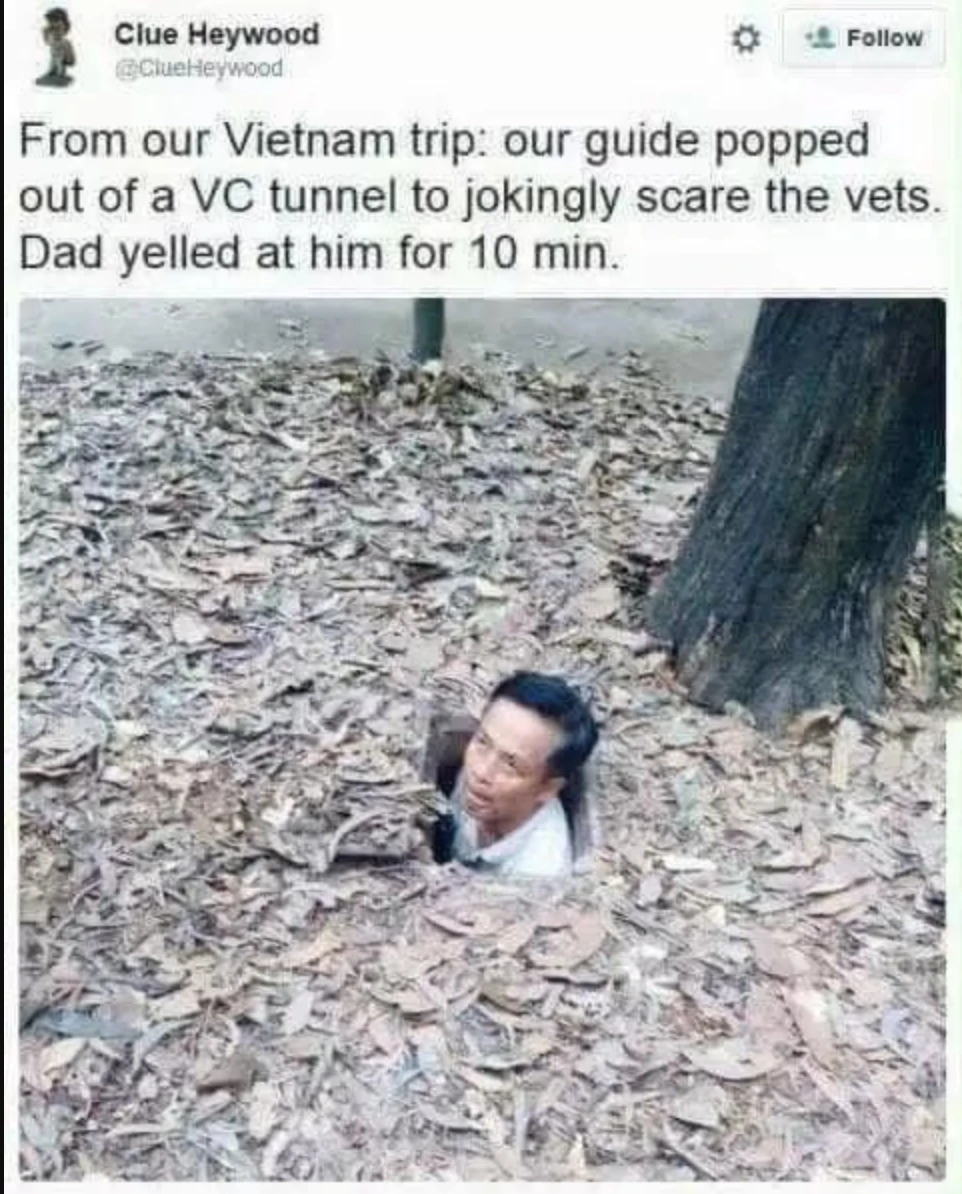 Clue Heywood
@ClueHeywood
Follow
From our Vietnam trip: our guide popped
out of a VC tunnel to jokingly scare the vets.
Dad yelled at him for 10 min.